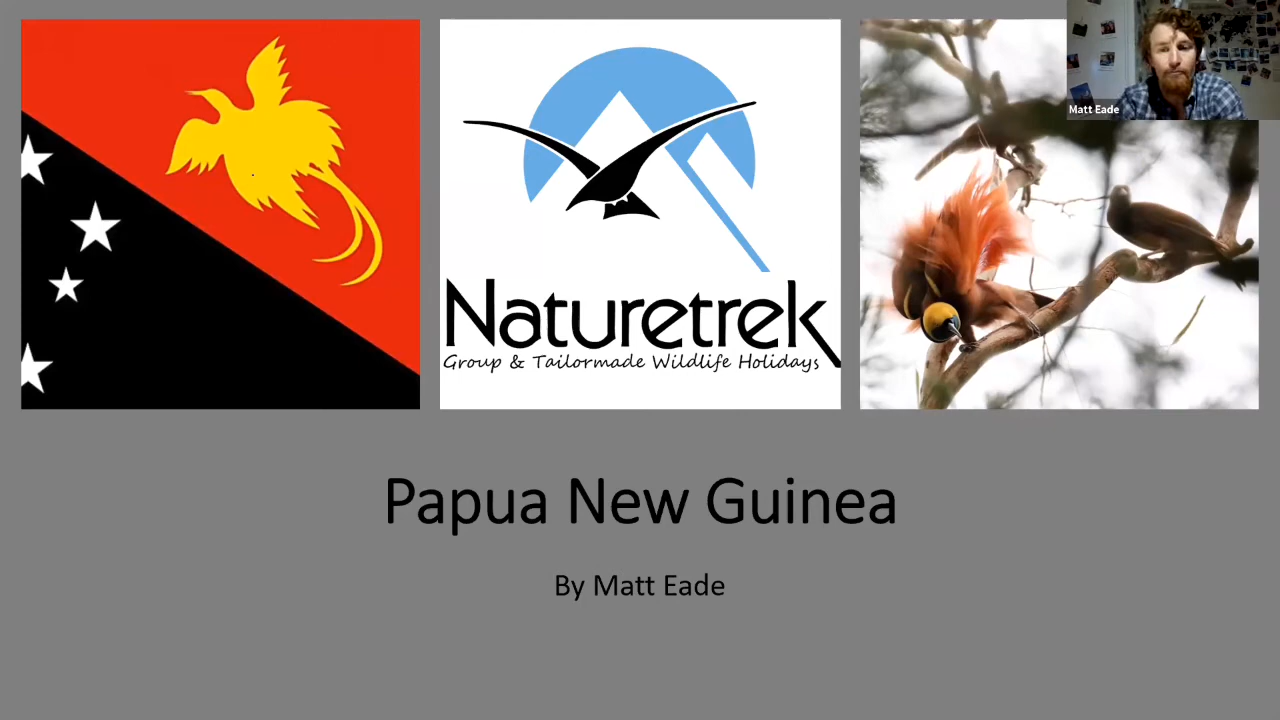 Matt Eade
Naturetrek
Group & Tailormade Wildlife Holidays
Papua New Guinea
By Matt Eade